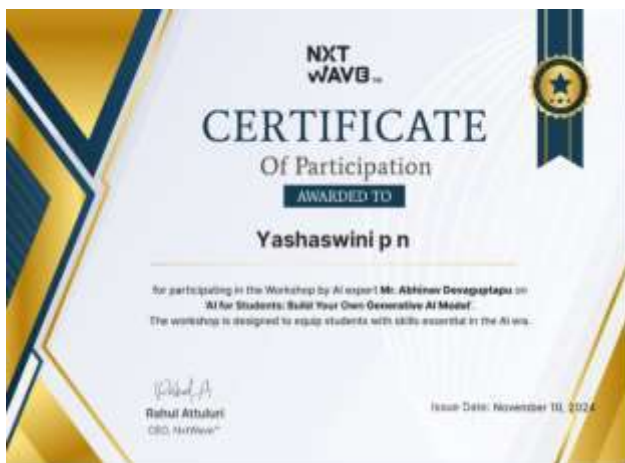 NXT
WAVE
CERTIFICATE
Of Participation
AWARDED TO
Yashaswini p n
for participating in the Workshop by AI expert Mr. Abhinav Devaguptapu on
'AI for Students: Build Your Own Generative AI Model'.
The workshop is designed to equip students with skills essential in the AI era.
Rahul Attuluri
CEO, NxtWave™
Issue Date: November 2024